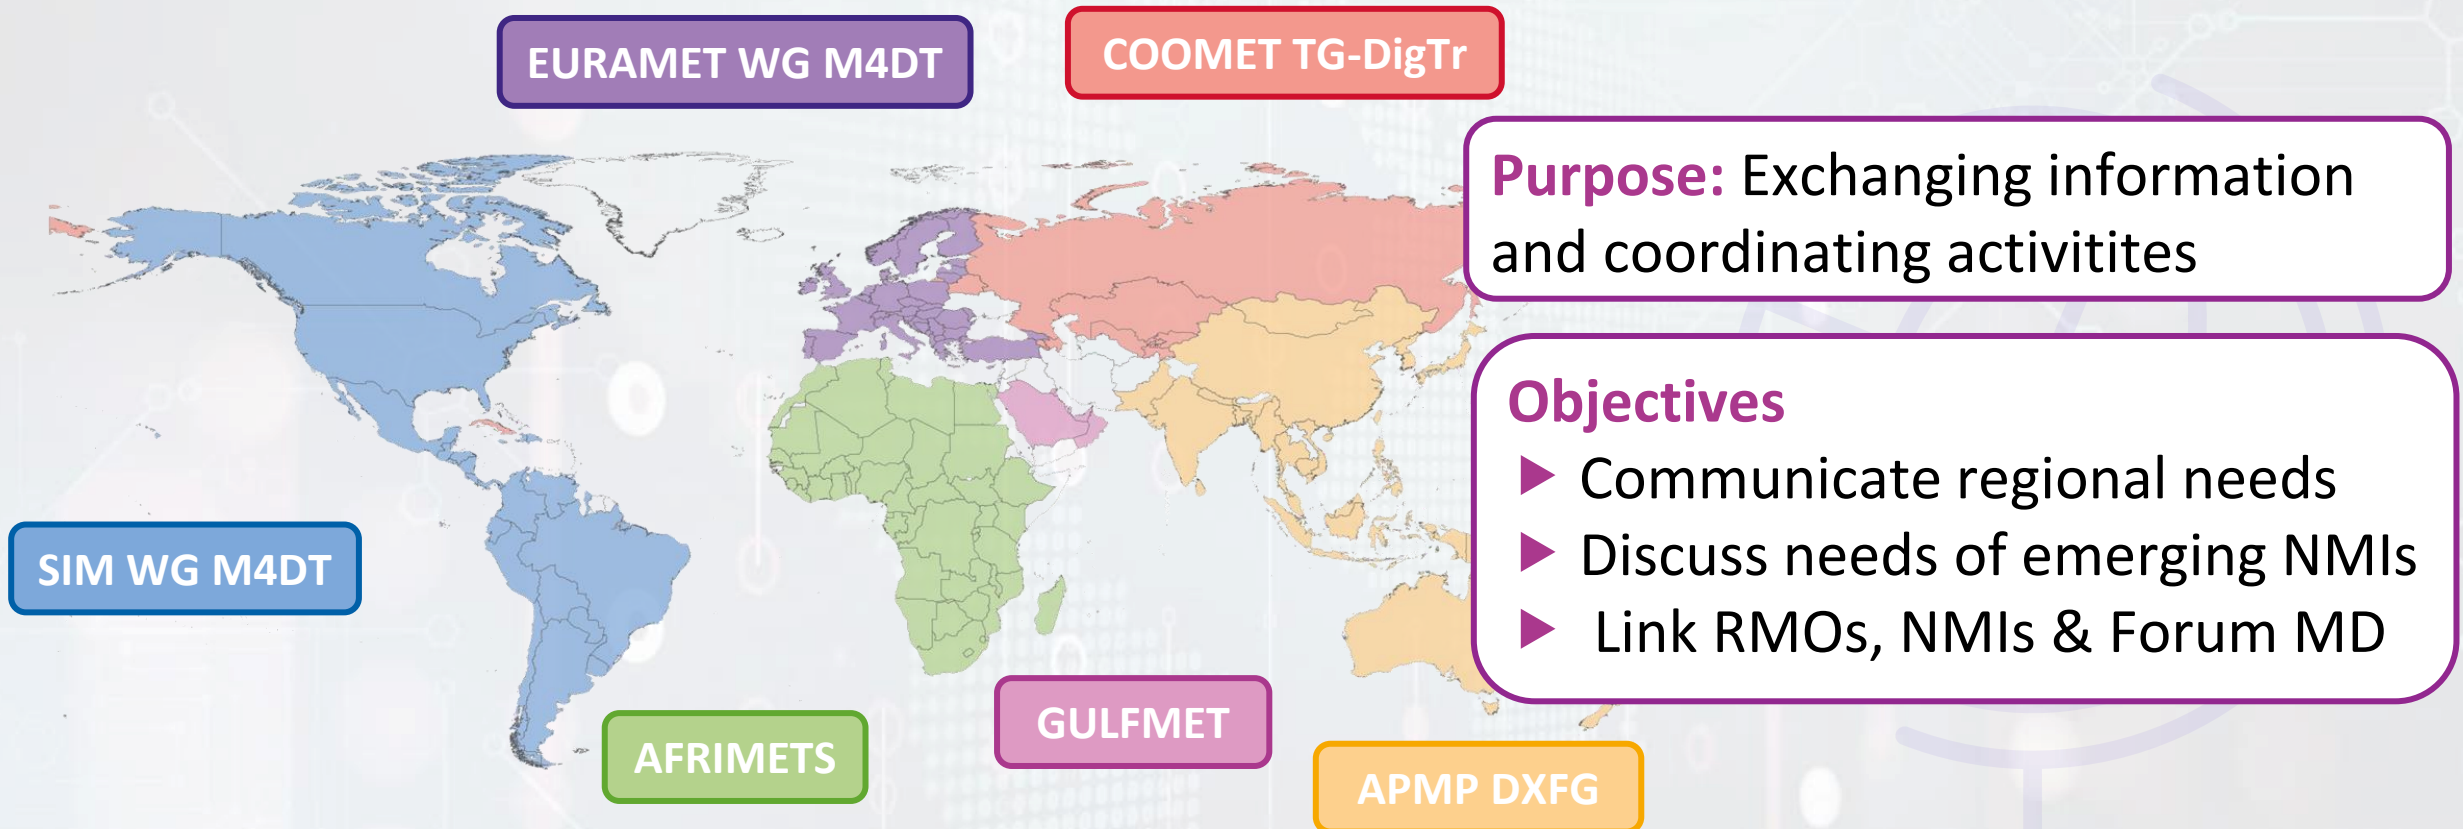 EURAMET WG M4DT
COOMET TG-DigTr
Purpose: Exchanging information
and coordinating activitites
Objectives
▶ Communicate regional needs
▶ Discuss needs of emerging NMIs
▶ Link RMOs, NMIs & Forum MD
SIM WG M4DT
AFRIMETS
GULFMET
APMP DXFG